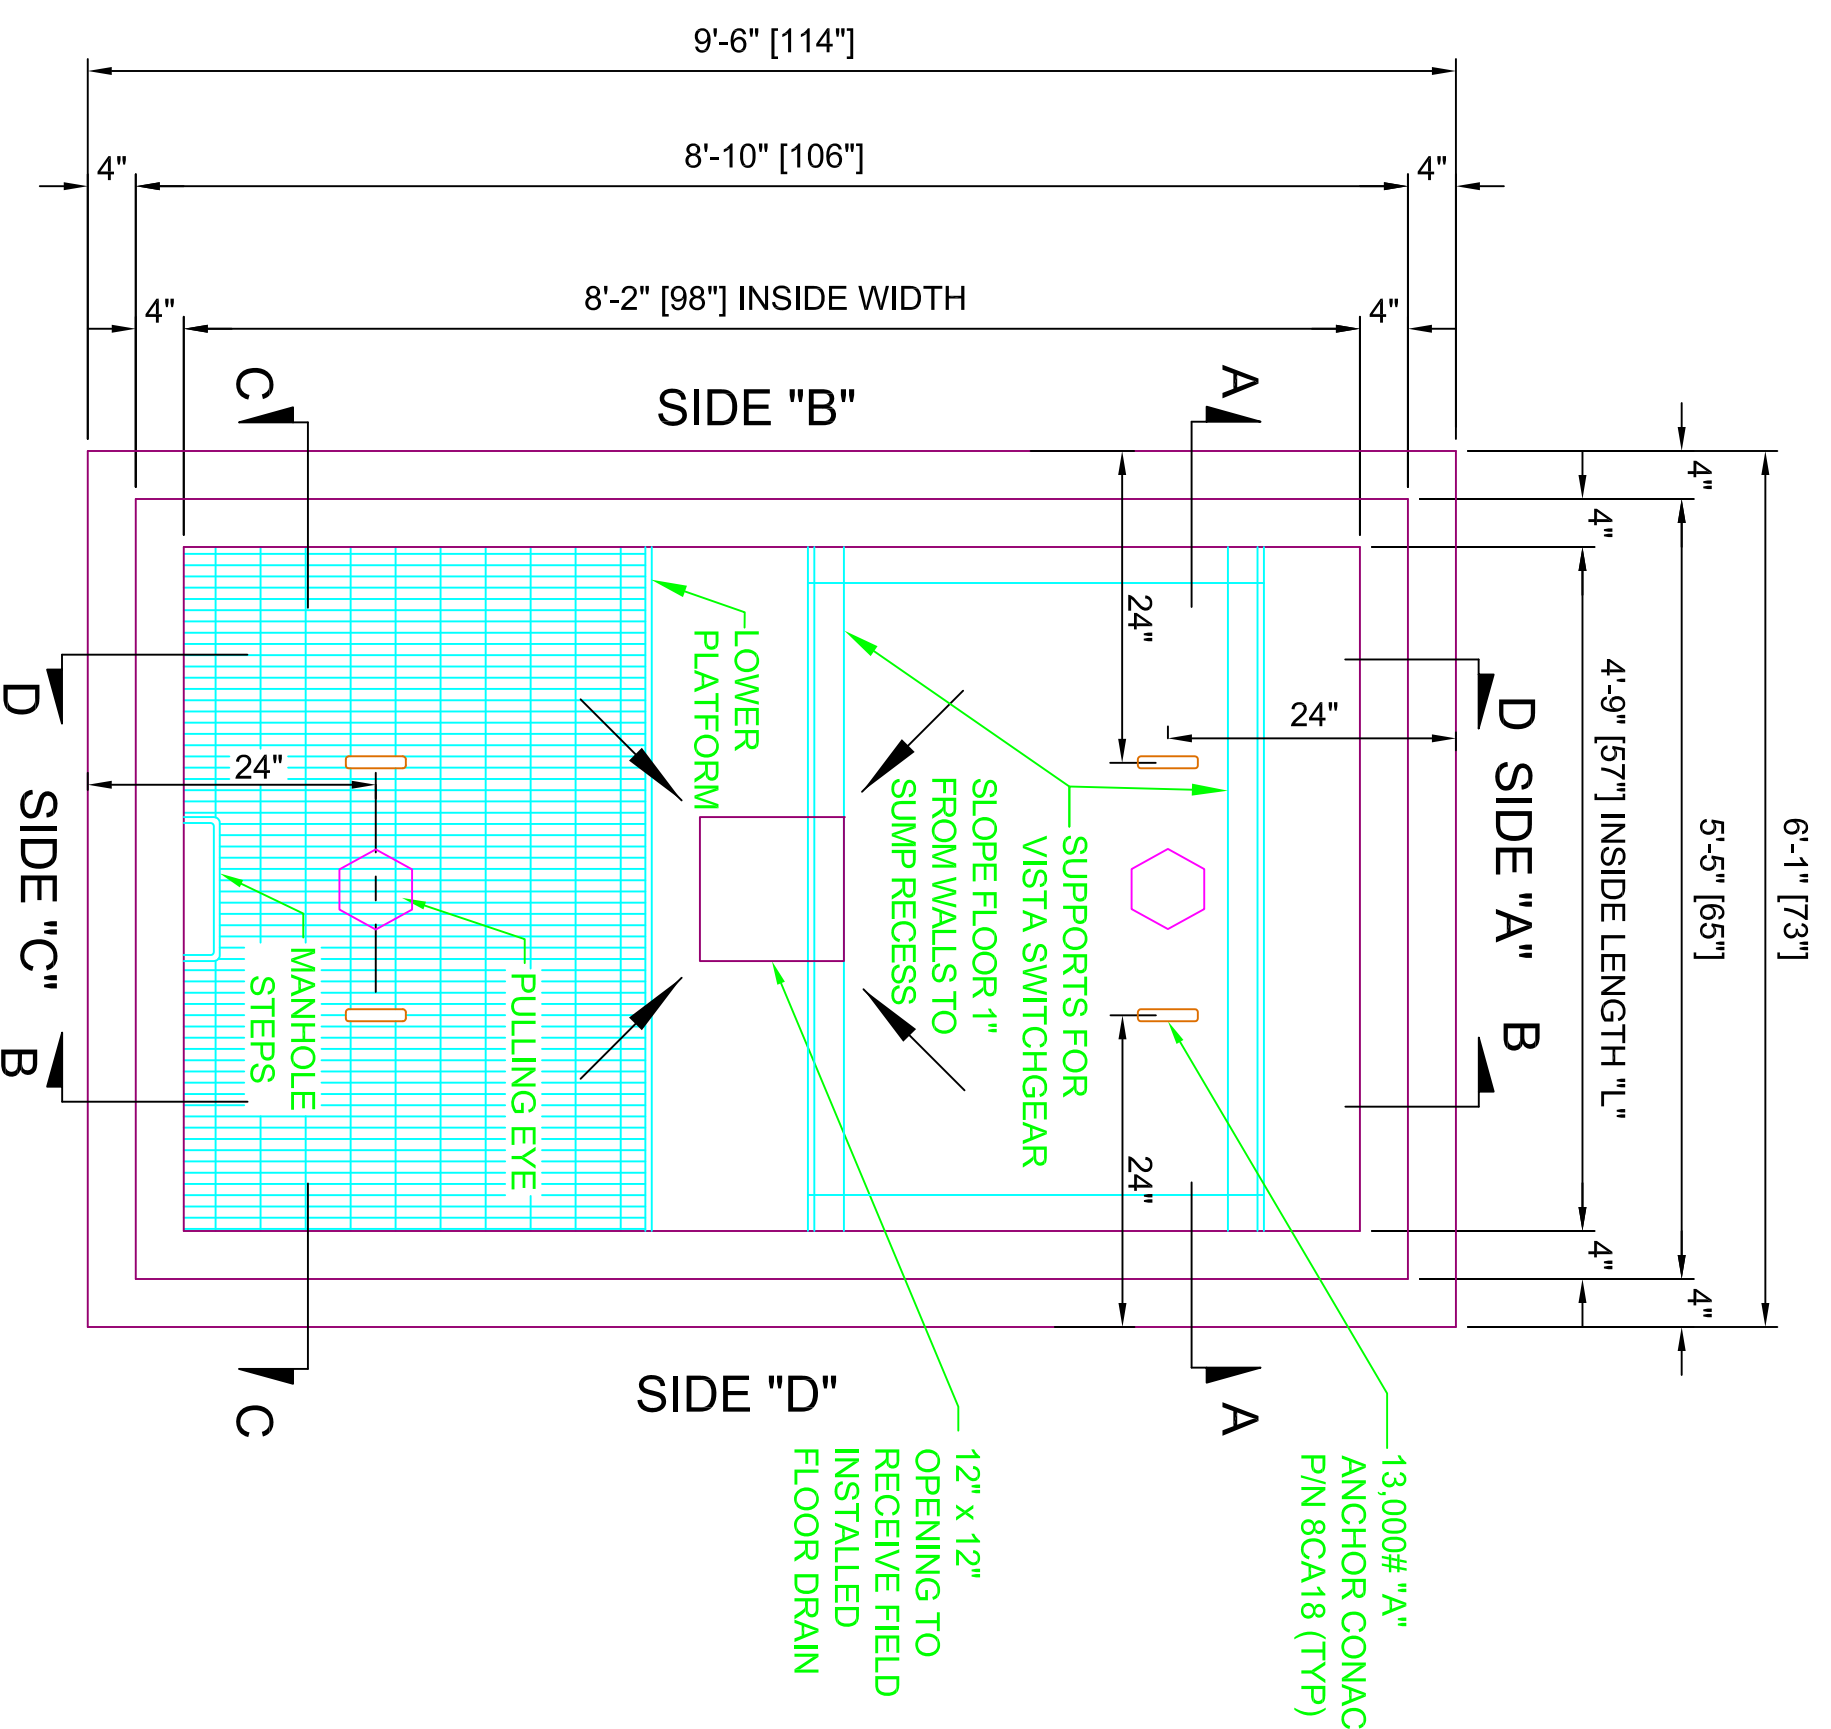 9'-6" [114"]
8'-10" [106"]
4"
4"
8'-2" [98"] INSIDE WIDTH
4"
4"
C
SIDE "B"
A
4"
4"
4'-9" [57"] INSIDE LENGTH "L"
5'-5" [65"]
6'-1" [73"]
4"
4"
24"
24"
24"
24"
LOWER
PLATFORM
SUPPORTS FOR
VISTA SWITCHGEAR
SLOPE FLOOR 1"
FROM WALLS TO
SUMP RECESS
PULLING EYE
MANHOLE
STEPS
D
SIDE "A"
B
D
SIDE "C"
B
C
SIDE "D"
A
13,000# "A"
ANCHOR CONAC
P/N 8CA18 (TYP)
12" x 12"
OPENING TO
RECEIVE FIELD
INSTALLED
FLOOR DRAIN